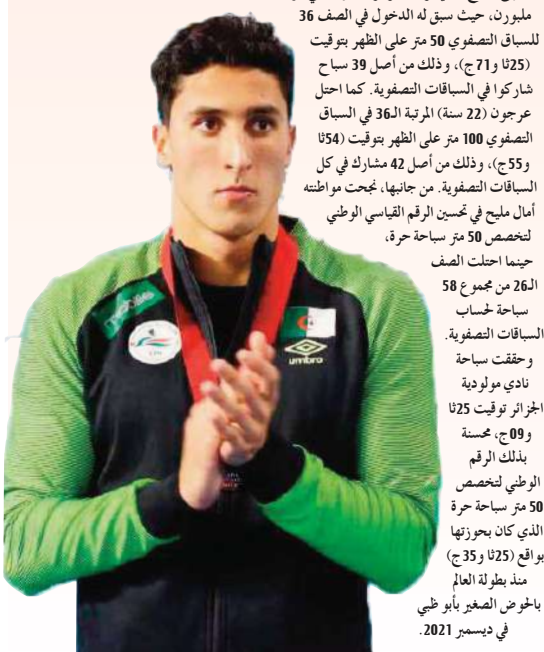 ملبورن، حيث سبق له الدخول في الصف 36
للسباق التصفوي 50 متر على الظهر بتوقيت
(25ثا و71ج)، وذلك من أصل 39 سباح
شاركوا في السباقات التصفوية. كما احتل
عرجون (22 سنة) المرتبة الـ36 في السباق
التصفوي 100 متر على الظهر بتوقيت (54ثا
و55ج)، وذلك من أصل 42 مشارك في كل
السباقات التصفوية. من جانبها، نجحت مواطنته
أمال مليح في تحسين الرقم القياسي الوطني
لتخصص 50 متر سباحة حرة،
حينما احتلت الصف
الـ26 من مجموع 58
سباحة لحساب
السباقات التصفوية.
وحققت سباحة
نادي مولودية
الجزائر توقيت 25ثا
و09ج، محسنة
بذلك الرقم
الوطني لتخصص
50 متر سباحة حرة
الذي كان بحوزتها
بواقع (25ثا و35ج)
منذ بطولة العالم
بالحوض الصغير بأبو ظبي
في ديسمبر 2021.
umbro